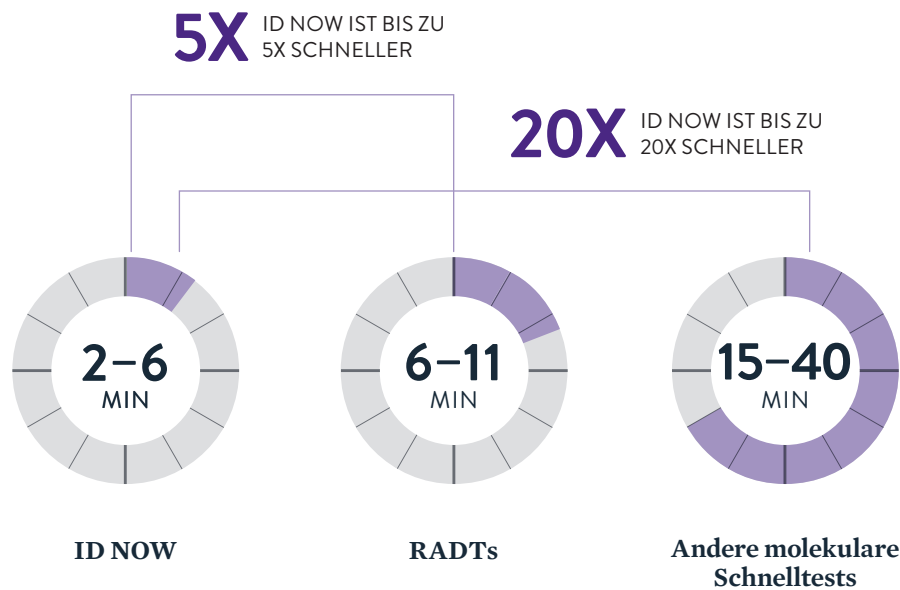 5X
ID NOW IST BIS ZU
5X SCHNELLER
20X
ID NOW IST BIS ZU
20X SCHNELLER
2–6
MIN
6–11
MIN
15–40
MIN
ID NOW
RADTs
Andere molekulare
Schnelltests